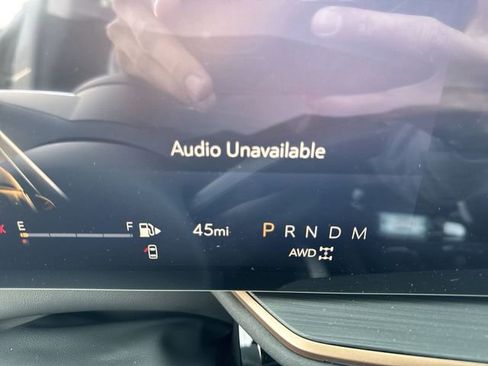 Audio Unavailable
E F 45mi P R N D M
AWD